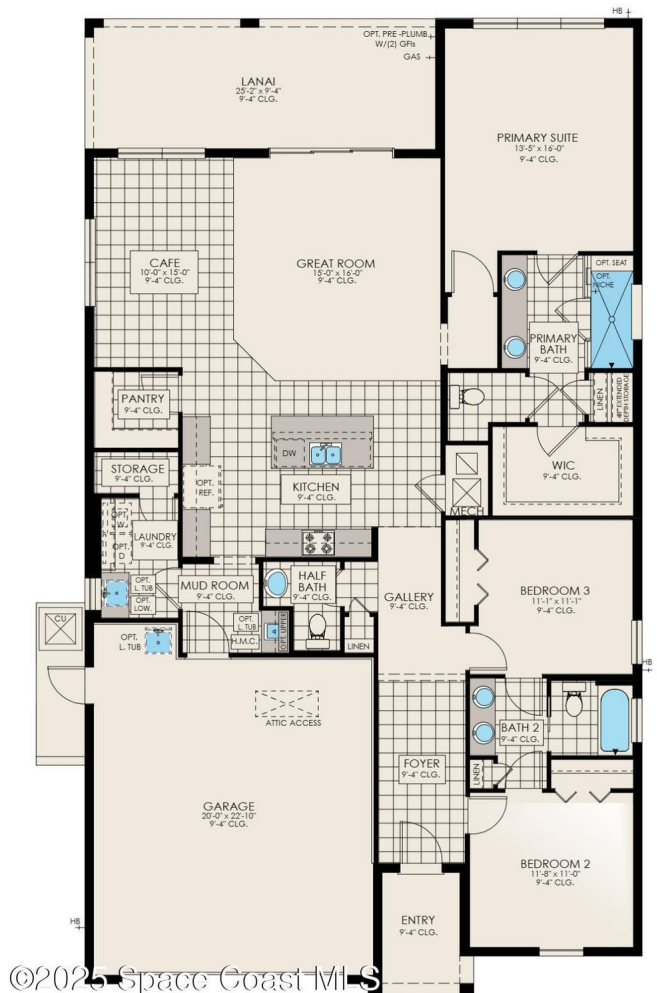 HB
OPT. PRE -PLUMB
W/(2) GFIs
GAS
LANAI
25'-2" x 9'-4"
9'-4" CLG.
PRIMARY SUITE
13'-5" x 16'-0"
9'-4" CLG.
CAFE
10'-0" x 15'-0"
9'-4" CLG.
GREAT ROOM
15'-0" x 16'-0"
9'-4" CLG.
OPT. SEAT
OPT.
NICHE
PRIMARY
BATH
9'-4" CLG.
PANTRY
9'-4" CLG.
LINEN
48" EXTENDED
DEPTH STORAGE
STORAGE
9'-4" CLG.
OPT.
REF.
DW
KITCHEN
9'-4" CLG.
WIC
9'-4" CLG.
MECH
OPT.
W
OPT.
D
LAUNDRY
9'-4" CLG.
OPT.
L. TUB
OPT.
LOW.
MUD ROOM
9'-4" CLG.
HALF
BATH
9'-4" CLG.
GALLERY
9'-4" CLG.
BEDROOM 3
11'-1" x 11'-1"
9'-4" CLG.
CU
OPT.
L. TUB
OPT.
L. TUB
H.M.C.
OPT. UPPER
LINEN
HB
ATTIC ACCESS
BATH 2
9'-4" CLG.
FOYER
9'-4" CLG.
LINEN
GARAGE
20'-0" x 22'-10"
9'-4" CLG.
BEDROOM 2
11'-8" x 11'-0"
9'-4" CLG.
HB
ENTRY
9'-4" CLG.
©2025 Space Coast MLS